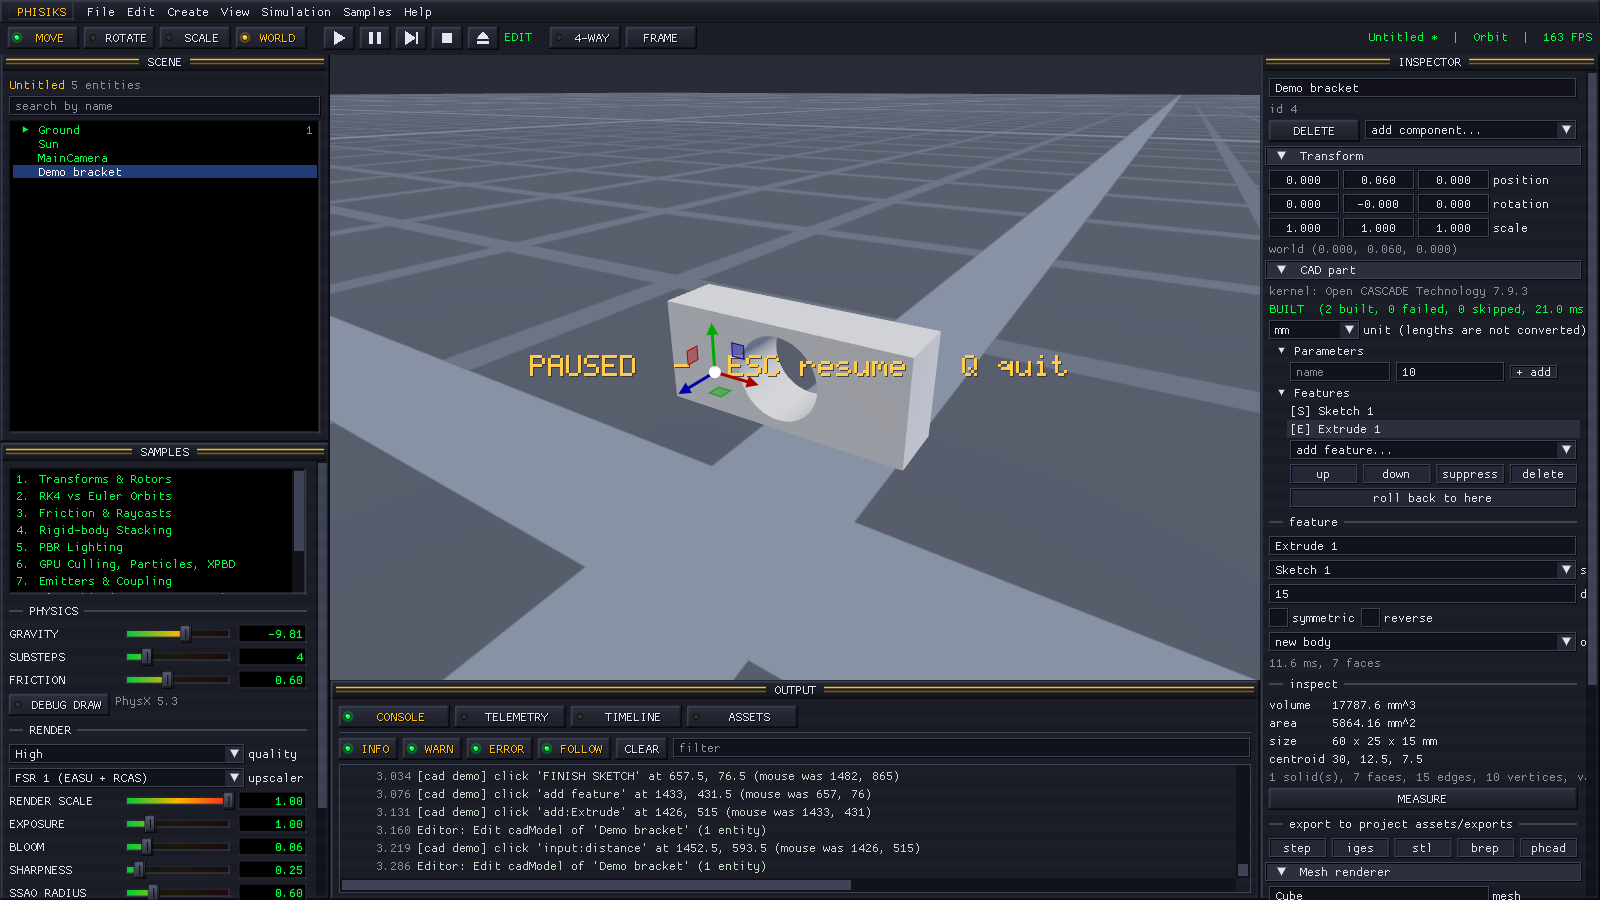 PHISIKS File Edit Create View Simulation Samples Help
MOVE ROTATE SCALE WORLD EDIT 4-WAY FRAME Untitled * | Orbit | 163 FPS
SCENE
Untitled 5 entities
search by name
Ground 1
Sun
MainCamera
Demo bracket
SAMPLES
1. Transforms & Rotors
2. RK4 vs Euler Orbits
3. Friction & Raycasts
4. Rigid-body Stacking
5. PBR Lighting
6. GPU Culling, Particles, XPBD
7. Emitters & Coupling
PHYSICS
GRAVITY -9.81
SUBSTEPS 4
FRICTION 0.60
DEBUG DRAW PhysX 5.3
RENDER
High quality
FSR 1 (EASU + RCAS) upscaler
RENDER SCALE 1.00
EXPOSURE 1.00
BLOOM 0.06
SHARPNESS 0.25
SSAO RADIUS 0.60
PAUSED - ESC resume Q quit
OUTPUT
CONSOLE TELEMETRY TIMELINE ASSETS
INFO WARN ERROR FOLLOW CLEAR filter
3.034 [cad demo] click 'FINISH SKETCH' at 657.5, 76.5 (mouse was 1482, 865)
3.076 [cad demo] click 'add feature' at 1433, 431.5 (mouse was 657, 76)
3.131 [cad demo] click 'add:Extrude' at 1426, 515 (mouse was 1433, 431)
3.160 Editor: Edit cadModel of 'Demo bracket' (1 entity)
3.219 [cad demo] click 'input:distance' at 1452.5, 593.5 (mouse was 1426, 515)
3.286 Editor: Edit cadModel of 'Demo bracket' (1 entity)
INSPECTOR
Demo bracket
id 4
DELETE add component...
Transform
0.000 0.060 0.000 position
0.000 -0.000 0.000 rotation
1.000 1.000 1.000 scale
world (0.000, 0.060, 0.000)
CAD part
kernel: Open CASCADE Technology 7.9.3
BUILT (2 built, 0 failed, 0 skipped, 21.0 ms
mm unit (lengths are not converted)
Parameters
name 10 + add
Features
[S] Sketch 1
[E] Extrude 1
add feature...
up down suppress delete
roll back to here
feature
Extrude 1
Sketch 1 s
15 d
symmetric reverse
new body o
11.6 ms, 7 faces
inspect
volume 17787.6 mm^3
area 5864.16 mm^2
size 60 x 25 x 15 mm
centroid 30, 12.5, 7.5
1 solid(s), 7 faces, 15 edges, 10 vertices, v
MEASURE
export to project assets/exports
step iges stl brep phcad
Mesh renderer
Cube mesh